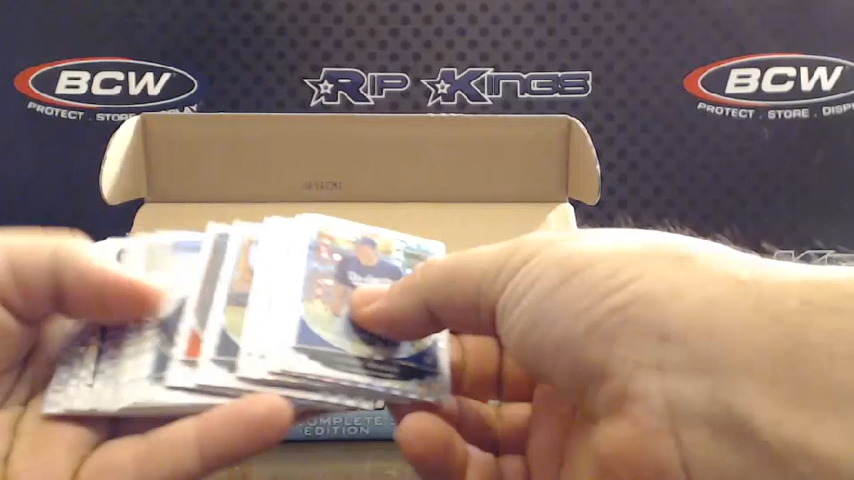 BCW
PROTECT . STORE . DISPLAY
RIP KINGS
BCW
PROTECT . STORE . DISPL
COMPLETE
EDITION